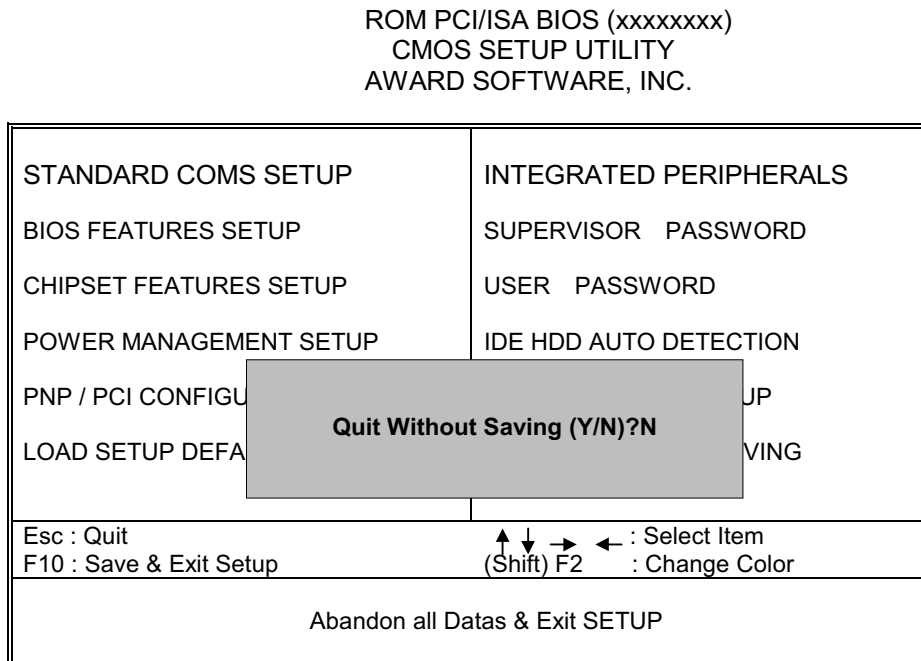 ROM PCI/ISA BIOS (xxxxxxxx)
CMOS SETUP UTILITY
AWARD SOFTWARE, INC.
STANDARD COMS SETUP
BIOS FEATURES SETUP
CHIPSET FEATURES SETUP
POWER MANAGEMENT SETUP
PNP / PCI CONFIGU
LOAD SETUP DEFA
INTEGRATED PERIPHERALS
SUPERVISOR PASSWORD
USER PASSWORD
IDE HDD AUTO DETECTION
UP
VING
Quit Without Saving (Y/N)?N
Esc : Quit
F10 : Save & Exit Setup
↑ ↓ → ← : Select Item
(Shift) F2 : Change Color
Abandon all Datas & Exit SETUP